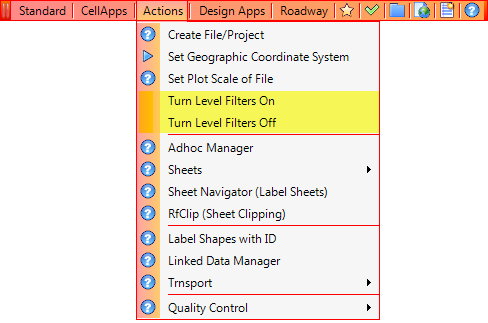 Standard CellApps Actions Design Apps Roadway
Create File/Project
Set Geographic Coordinate System
Set Plot Scale of File
Turn Level Filters On
Turn Level Filters Off
Adhoc Manager
Sheets
Sheet Navigator (Label Sheets)
RfClip (Sheet Clipping)
Label Shapes with ID
Linked Data Manager
Trnsport
Quality Control